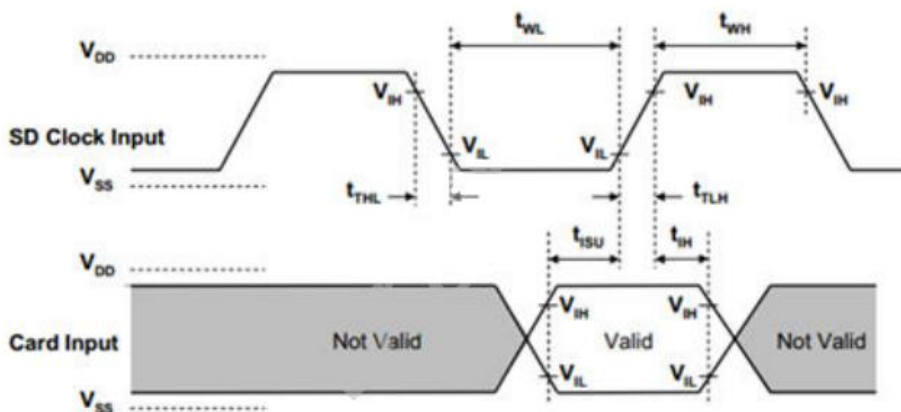 t_WL t_WH
V_DD
V_IH V_IH V_IH
SD Clock Input
V_IL V_IL
V_SS
t_THL t_TLH
t_ISU t_IH
V_DD
V_IH V_IH
Card Input Not Valid Valid Not Valid
V_IL V_IL
V_SS